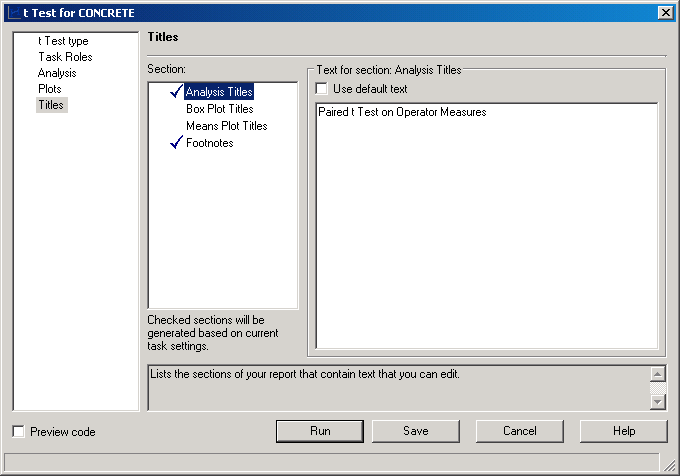 t Test for CONCRETE
t Test type
Task Roles
Analysis
Plots
Titles
Titles
Section:
Analysis Titles
Box Plot Titles
Means Plot Titles
Footnotes
Checked sections will be
generated based on current
task settings.
Text for section: Analysis Titles
Use default text
Paired t Test on Operator Measures
Lists the sections of your report that contain text that you can edit.
Preview code
Run
Save
Cancel
Help